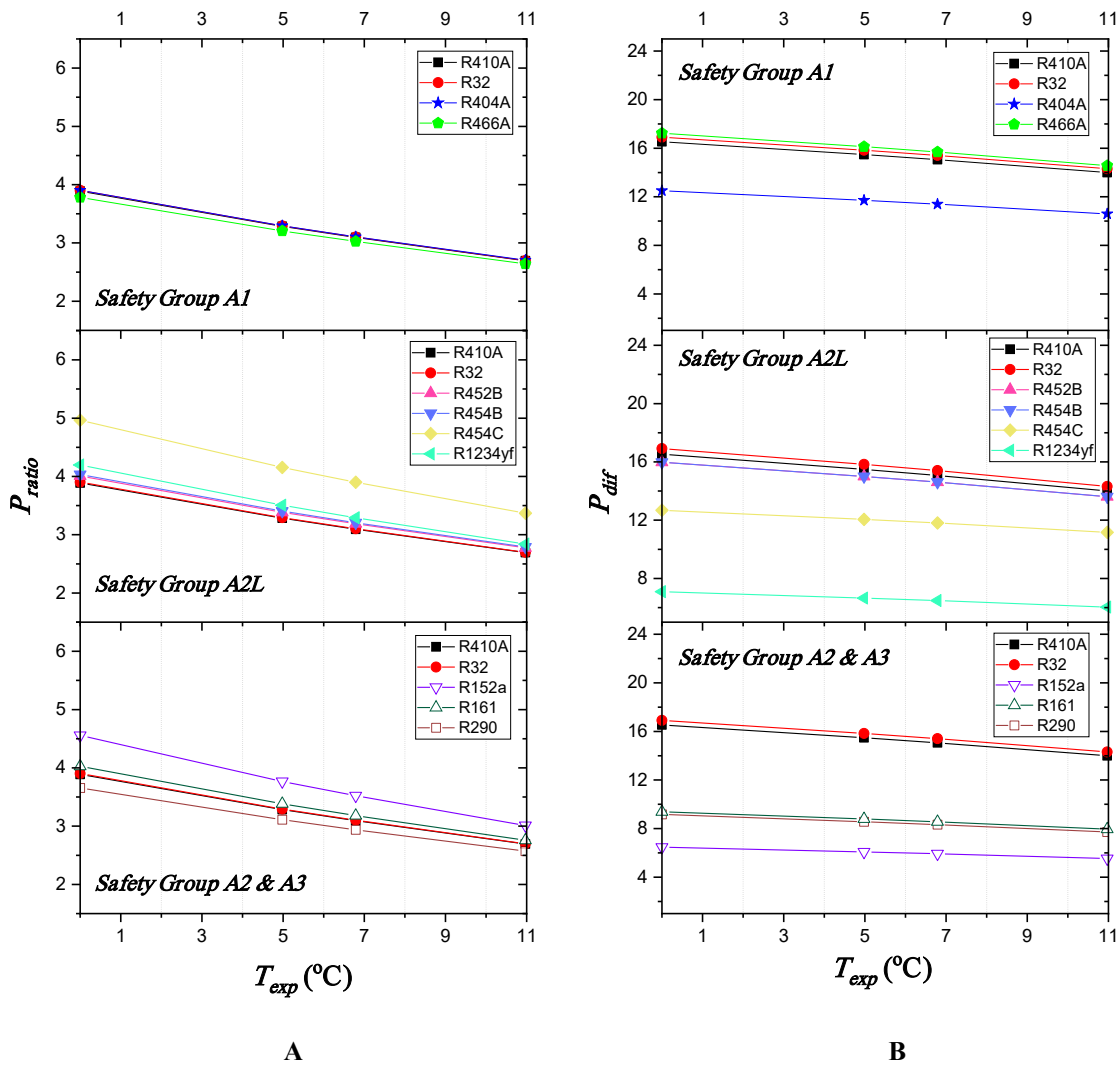 1 3 5 7 9 11
6
5
4
3
2
R410A
R32
R404A
R466A
Safety Group A1
6
5
4
3
2
R410A
R32
R452B
R454B
R454C
R1234yf
Safety Group A2L
6
5
4
3
2
R410A
R32
R152a
R161
R290
Safety Group A2 & A3
P_ratio
1 3 5 7 9 11
T_exp (ºC)
A
1 3 5 7 9 11
24
20
16
12
8
4
Safety Group A1
R410A
R32
R404A
R466A
24
20
16
12
8
Safety Group A2L
R410A
R32
R452B
R454B
R454C
R1234yf
24
20
16
12
8
4
Safety Group A2 & A3
R410A
R32
R152a
R161
R290
P_dif
1 3 5 7 9 11
T_exp (ºC)
B